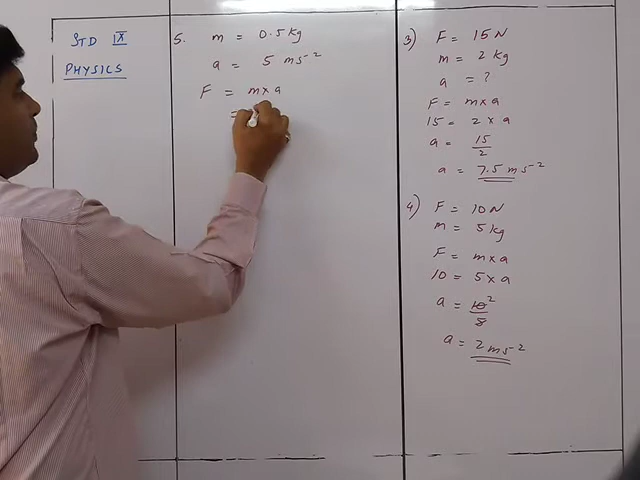 STD IX
PHYSICS
5. m = 0.5 kg
a = 5 ms-2
F = m x a
=
3) F = 15 N
m = 2 kg
a = ?
F = m x a
15 = 2 x a
a = 15/2
a = 7.5 ms-2
4) F = 10 N
m = 5 kg
F = m x a
10 = 5 x a
a = 10/5 2
a = 2 ms-2